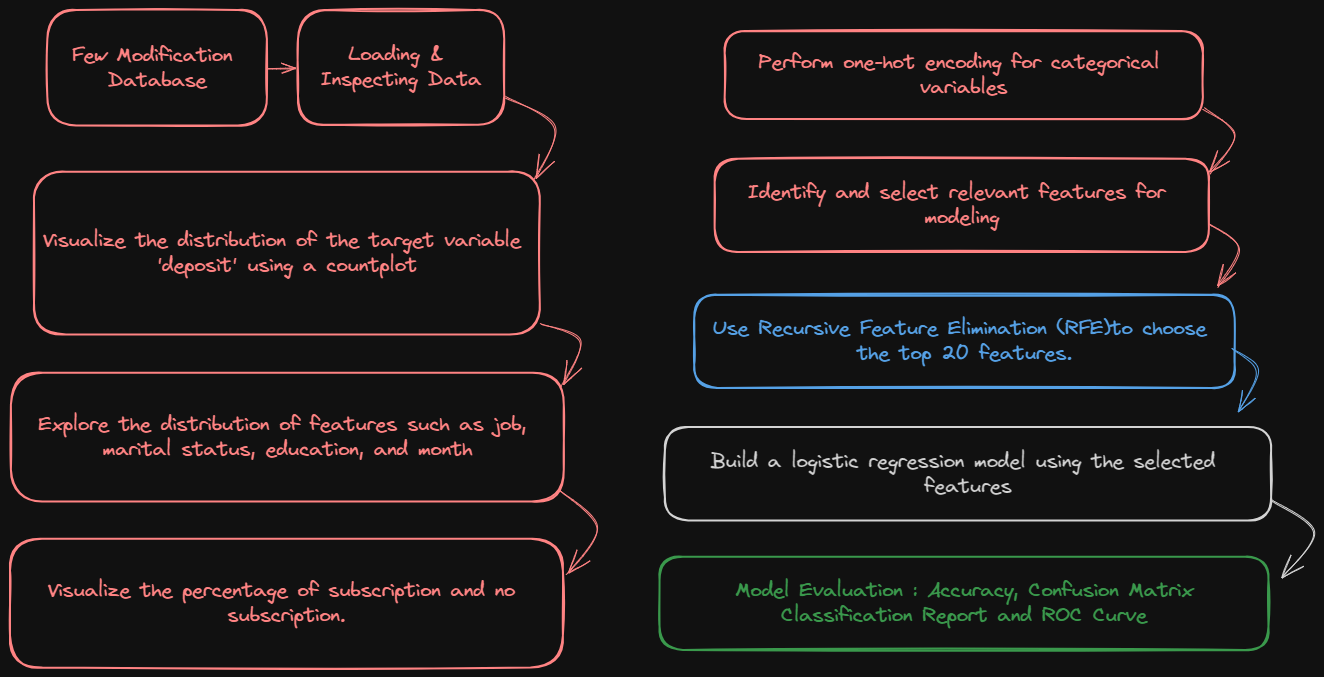 Few Modification
Database
Loading &
Inspecting Data
Visualize the distribution of the target variable
'deposit' using a countplot
Explore the distribution of features such as job,
marital status, education, and month
Visualize the percentage of subscription and no
subscription.
Perform one-hot encoding for categorical
variables
Identify and select relevant features for
modeling
Use Recursive Feature Elimination (RFE)to choose
the top 20 features.
Build a logistic regression model using the selected
features
Model Evaluation : Accuracy, Confusion Matrix
Classification Report and ROC Curve